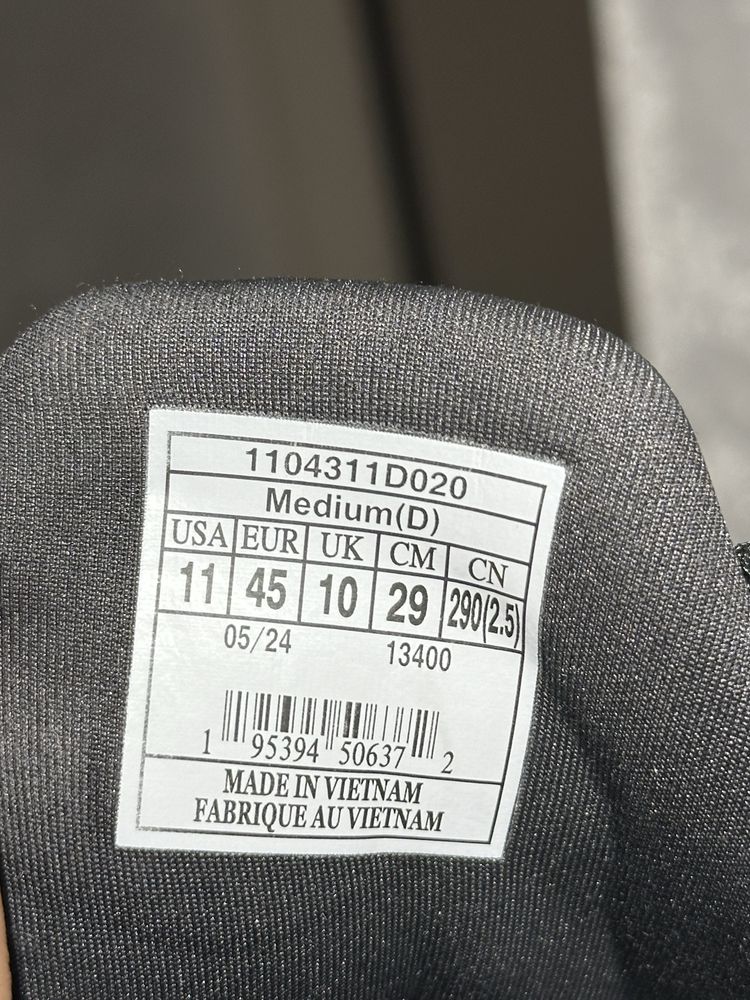 1104311D020
Medium(D)
USA EUR UK CM CN
11 45 10 29 290(2.5)
05/24 13400
1 95394 50637 2
MADE IN VIETNAM
FABRIQUE AU VIETNAM